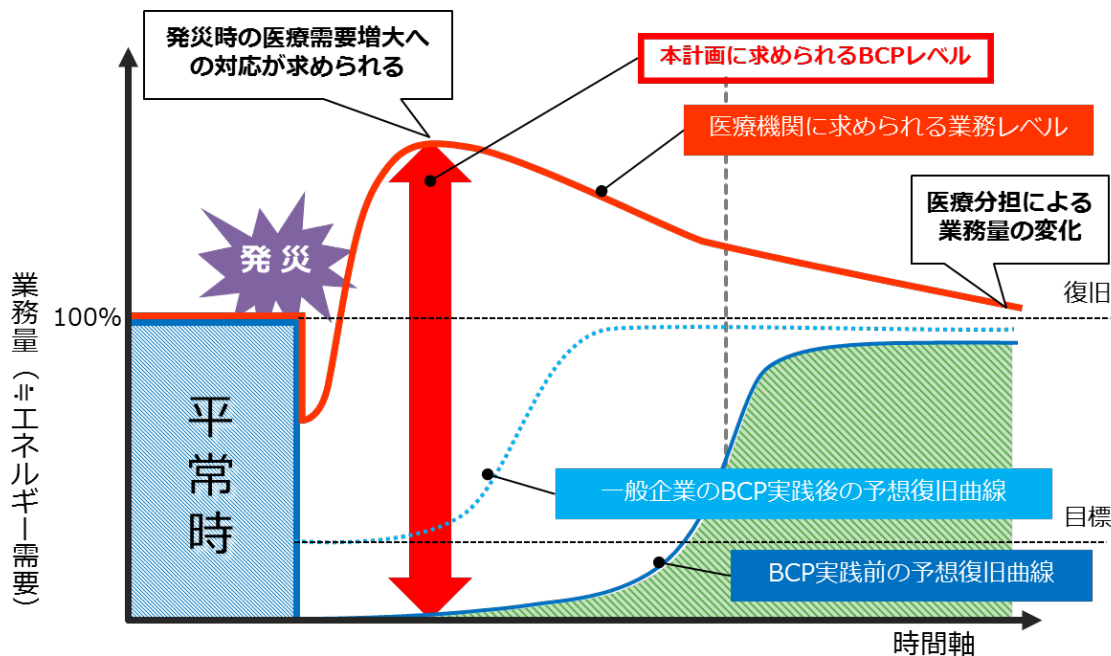 発災時の医療需要増大へ
の対応が求められる
本計画に求められるBCPレベル
医療機関に求められる業務レベル
医療分担による
業務量の変化
発災
復旧
100%
業務量（≒エネルギー需要）
平常時
一般企業のBCP実践後の予想復旧曲線
目標
BCP実践前の予想復旧曲線
時間軸